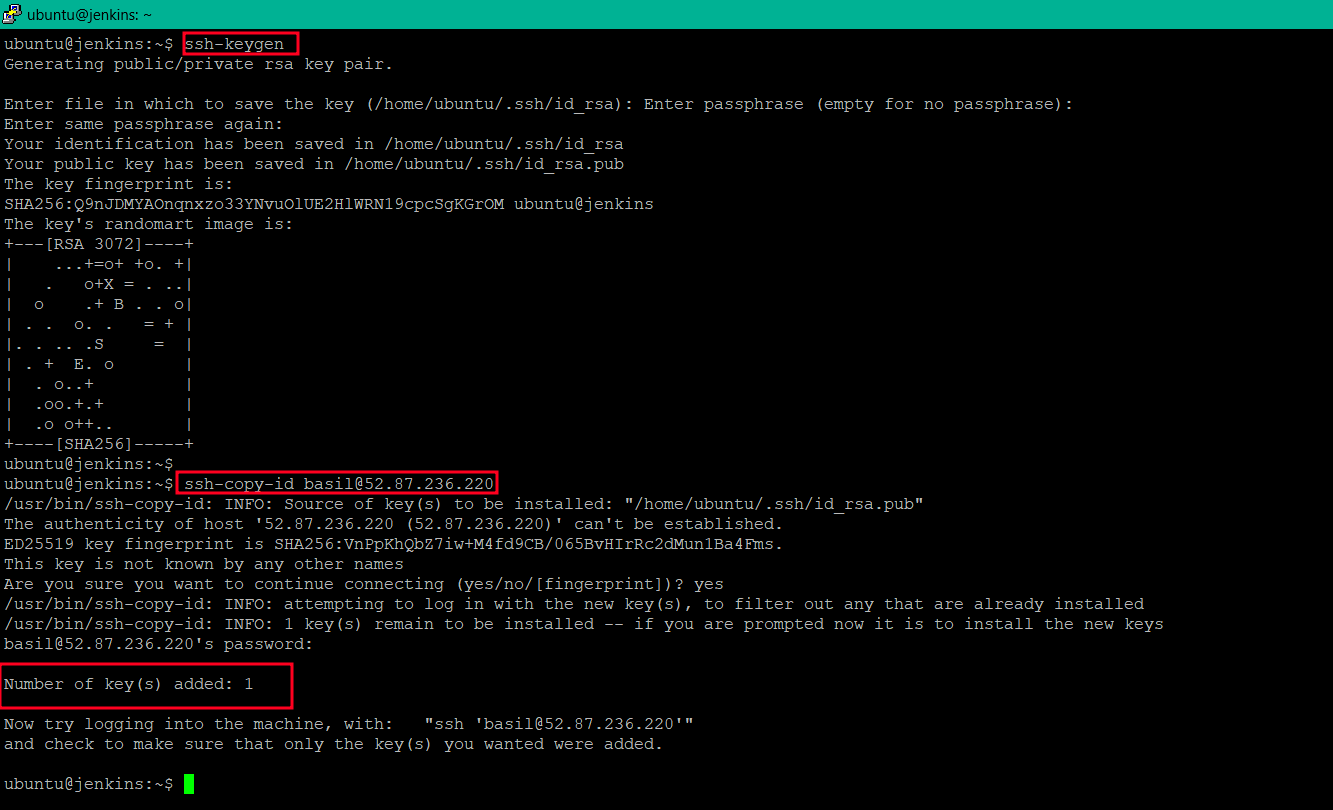 ubuntu@jenkins: ~
ubuntu@jenkins:~$ ssh-keygen
Generating public/private rsa key pair.
Enter file in which to save the key (/home/ubuntu/.ssh/id_rsa): Enter passphrase (empty for no passphrase):
Enter same passphrase again:
Your identification has been saved in /home/ubuntu/.ssh/id_rsa
Your public key has been saved in /home/ubuntu/.ssh/id_rsa.pub
The key fingerprint is:
SHA256:Q9nJDMYAOnqnxzo33YNvuOlUE2HlWRN19cpcSgKGrOM ubuntu@jenkins
The key's randomart image is:
+---[RSA 3072]----+
|    ...+=o+ +o. +|
|   .   o+X = . ..|
|  o    .+ B . . o|
| . .  o. .   = + |
|. . .. .S     =  |
| . +  E. o       |
|  . o..+         |
|  .oo.+.+        |
|  .o o++..       |
+----[SHA256]-----+
ubuntu@jenkins:~$
ubuntu@jenkins:~$ ssh-copy-id basil@52.87.236.220
/usr/bin/ssh-copy-id: INFO: Source of key(s) to be installed: "/home/ubuntu/.ssh/id_rsa.pub"
The authenticity of host '52.87.236.220 (52.87.236.220)' can't be established.
ED25519 key fingerprint is SHA256:VnPpKhQbZ7iw+M4fd9CB/065BvHIrRc2dMun1Ba4Fms.
This key is not known by any other names
Are you sure you want to continue connecting (yes/no/[fingerprint])? yes
/usr/bin/ssh-copy-id: INFO: attempting to log in with the new key(s), to filter out any that are already installed
/usr/bin/ssh-copy-id: INFO: 1 key(s) remain to be installed -- if you are prompted now it is to install the new keys
basil@52.87.236.220's password:
Number of key(s) added: 1
Now try logging into the machine, with:   "ssh 'basil@52.87.236.220'"
and check to make sure that only the key(s) you wanted were added.
ubuntu@jenkins:~$